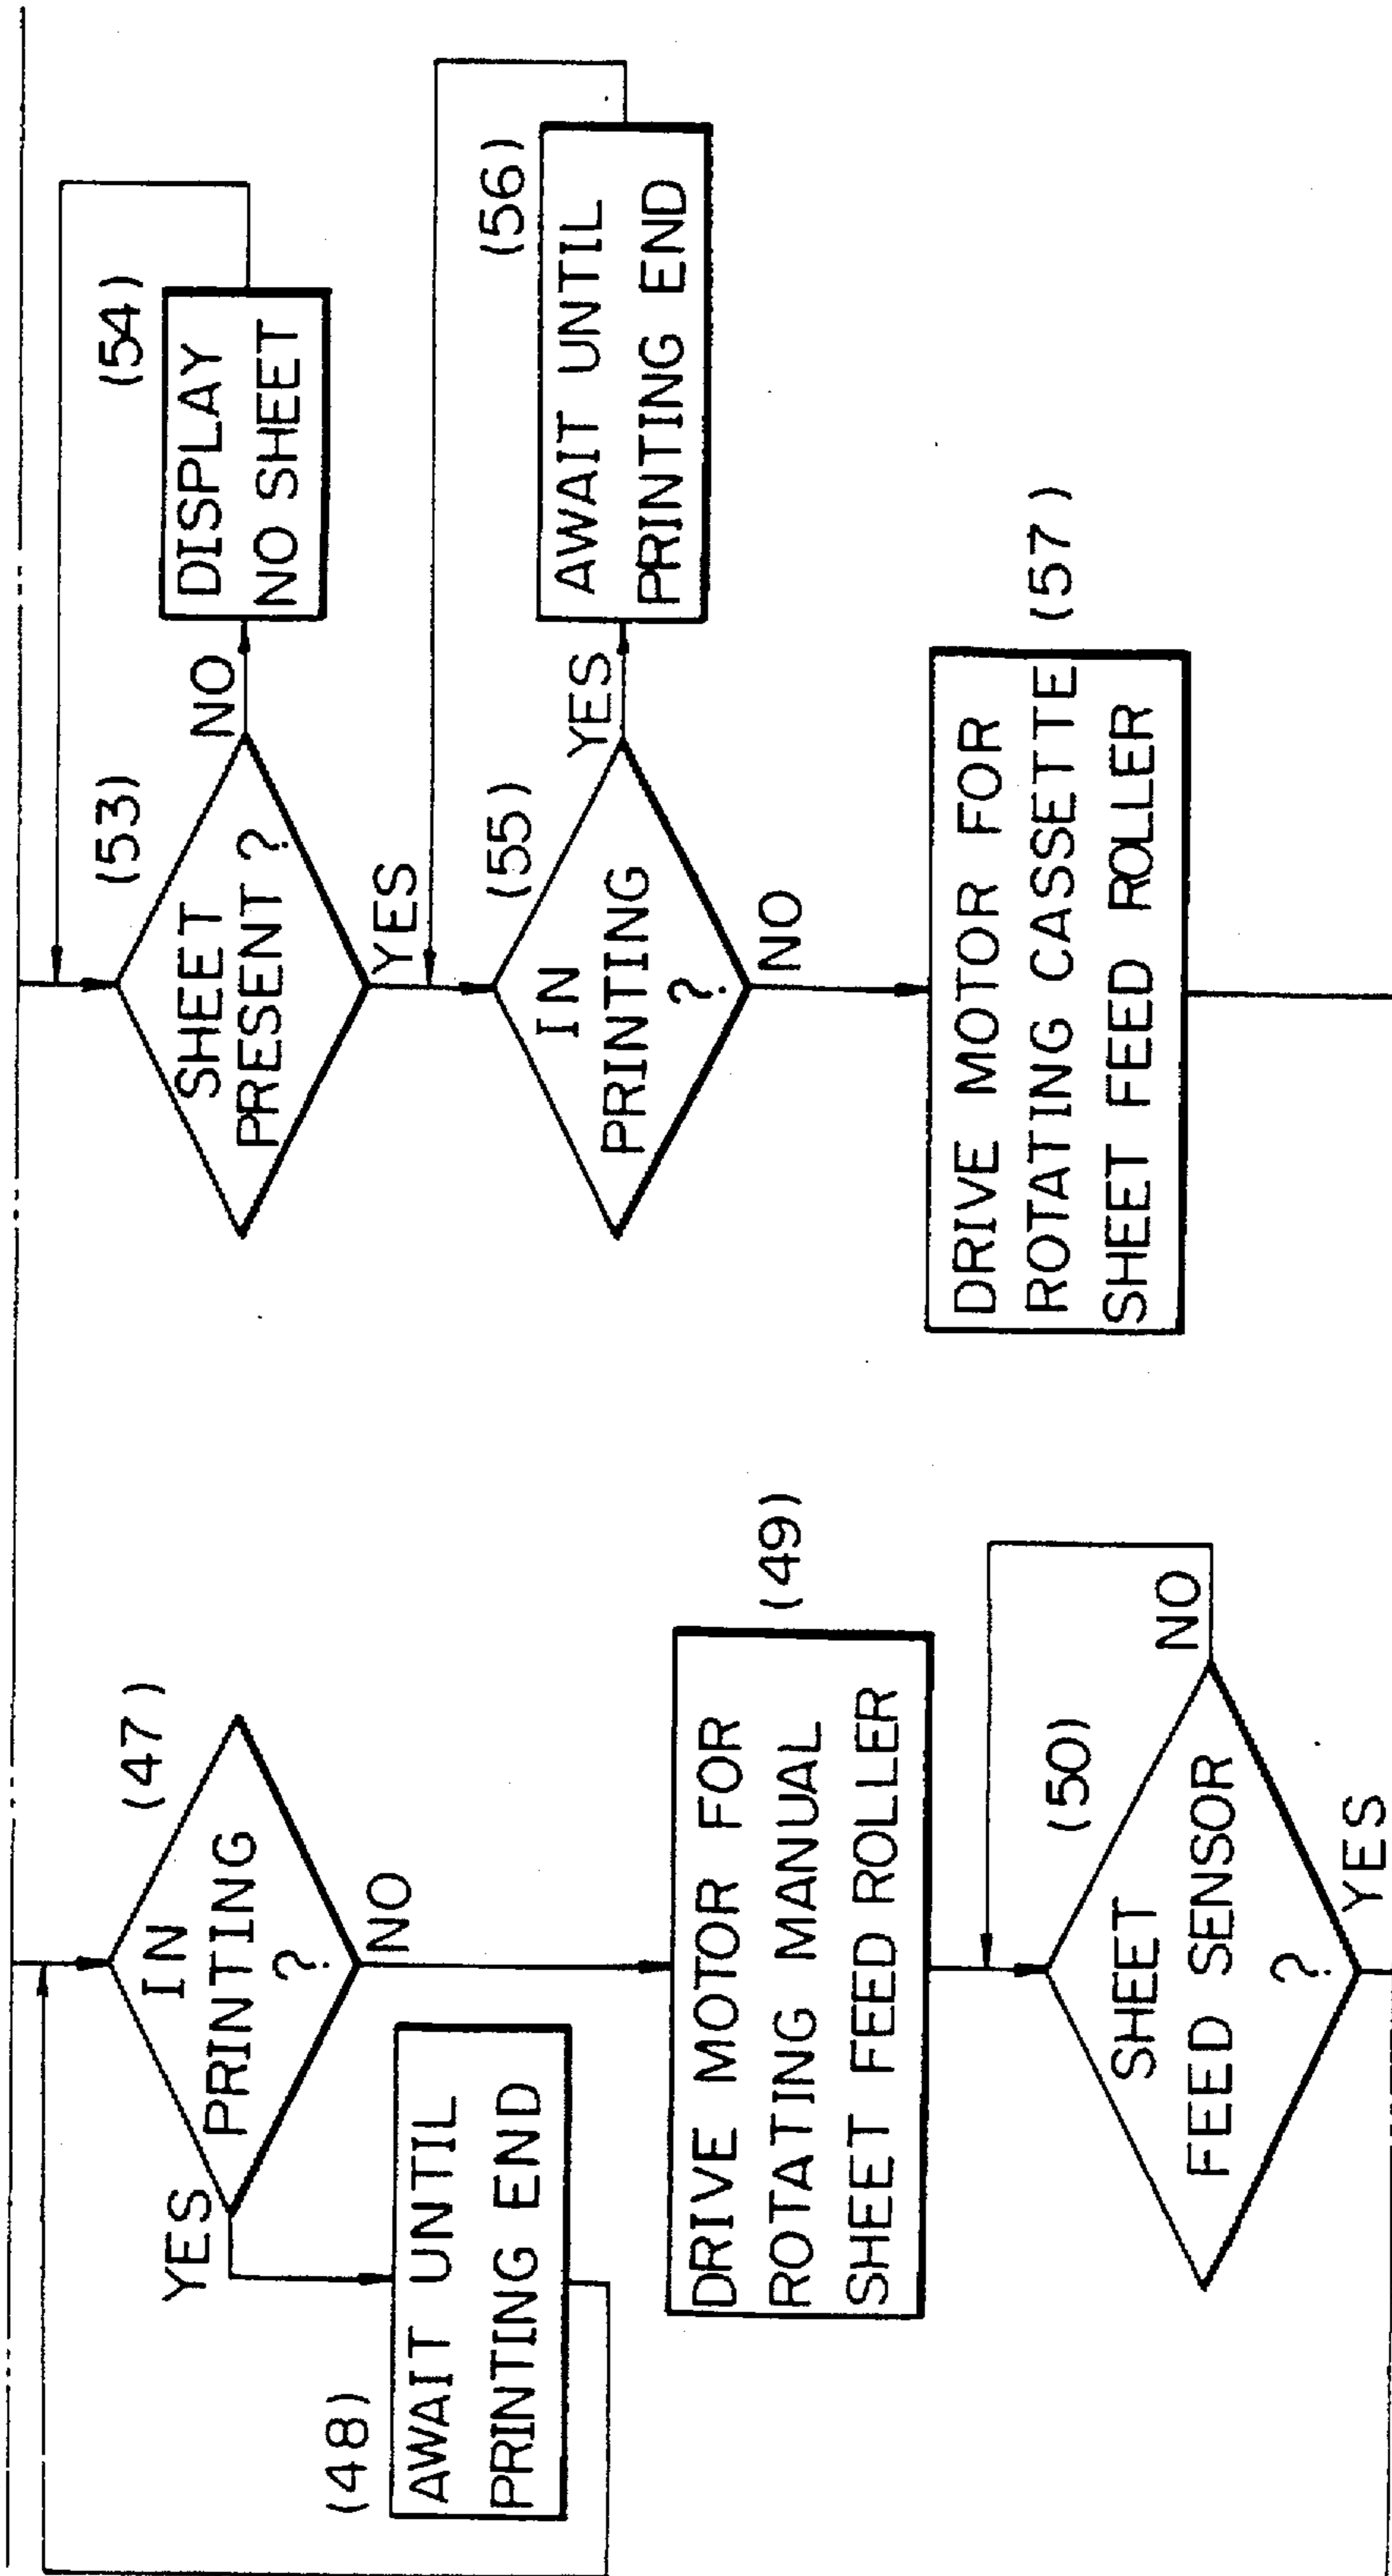 (47)
IN
PRINTING
?
YES
NO
(48)
AWAIT UNTIL
PRINTING END
(49)
DRIVE MOTOR FOR
ROTATING MANUAL
SHEET FEED ROLLER
(50)
SHEET
FEED SENSOR
?
NO
YES
(53)
SHEET
PRESENT ?
NO
YES
(54)
DISPLAY
NO SHEET
(55)
IN
PRINTING
?
YES
NO
(56)
AWAIT UNTIL
PRINTING END
(57)
DRIVE MOTOR FOR
ROTATING CASSETTE
SHEET FEED ROLLER